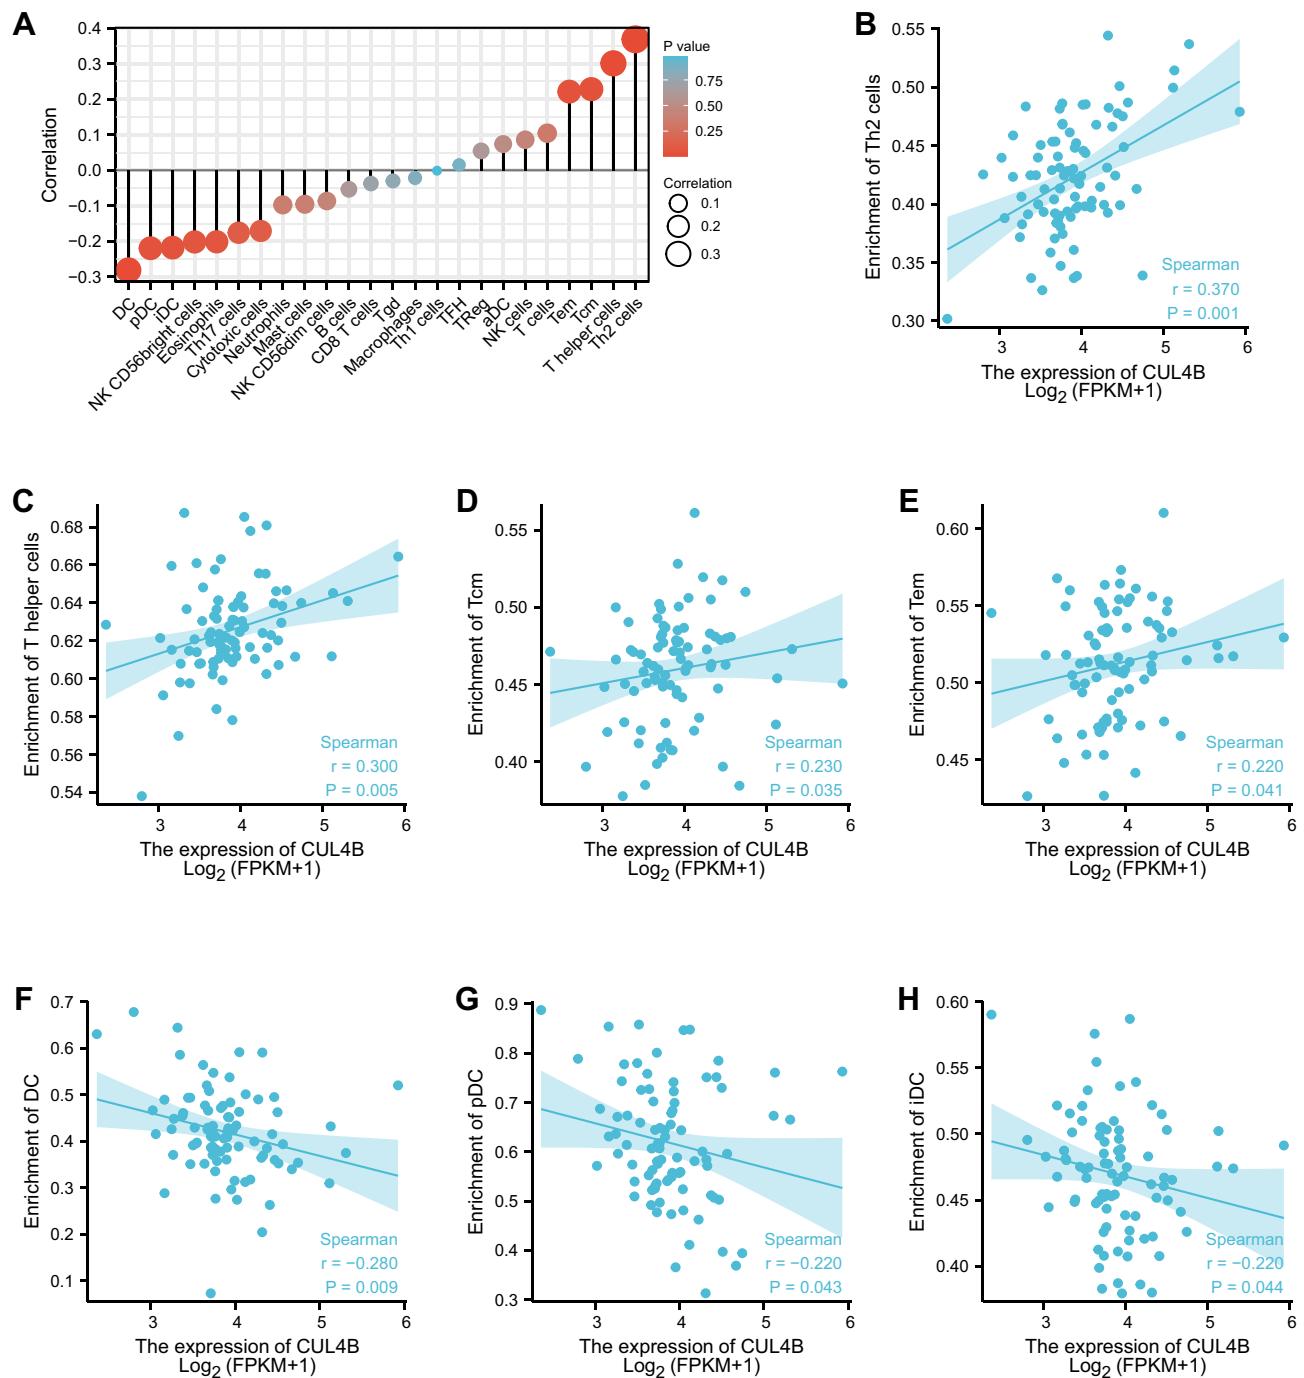 A
0.4
0.3
0.2
0.1
0.0
−0.1
−0.2
−0.3
Correlation
DC
pDC
iDC
NK CD56bright cells
Eosinophils
Th17 cells
Cytotoxic cells
Neutrophils
Mast cells
NK CD56dim cells
B cells
CD8 T cells
Tgd
Macrophages
Th1 cells
TFH
TReg
aDC
NK cells
T cells
Tem
Tcm
T helper cells
Th2 cells
P value
0.75
0.50
0.25
Correlation
0.1
0.2
0.3
B
0.55
0.50
0.45
0.40
0.35
0.30
Enrichment of Th2 cells
Spearman
r = 0.370
P = 0.001
3 4 5 6
The expression of CUL4B
Log2 (FPKM+1)
C
0.68
0.66
0.64
0.62
0.60
0.58
0.56
0.54
Enrichment of T helper cells
Spearman
r = 0.300
P = 0.005
3 4 5 6
The expression of CUL4B
Log2 (FPKM+1)
D
0.55
0.50
0.45
0.40
Enrichment of Tcm
Spearman
r = 0.230
P = 0.035
3 4 5 6
The expression of CUL4B
Log2 (FPKM+1)
E
0.60
0.55
0.50
0.45
Enrichment of Tem
Spearman
r = 0.220
P = 0.041
3 4 5 6
The expression of CUL4B
Log2 (FPKM+1)
F
0.7
0.6
0.5
0.4
0.3
0.2
0.1
Enrichment of DC
Spearman
r = −0.280
P = 0.009
3 4 5 6
The expression of CUL4B
Log2 (FPKM+1)
G
0.9
0.8
0.7
0.6
0.5
0.4
0.3
Enrichment of pDC
Spearman
r = −0.220
P = 0.043
3 4 5 6
The expression of CUL4B
Log2 (FPKM+1)
H
0.60
0.55
0.50
0.45
0.40
Enrichment of iDC
Spearman
r = −0.220
P = 0.044
3 4 5 6
The expression of CUL4B
Log2 (FPKM+1)